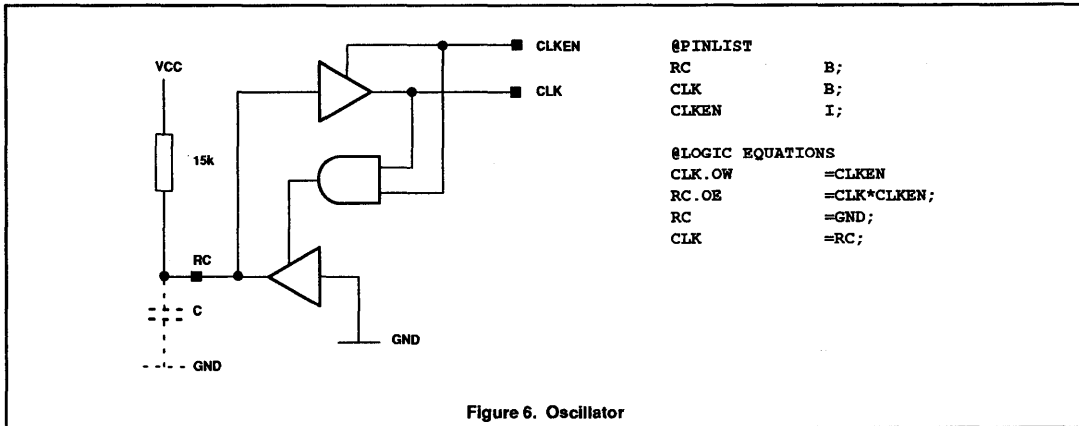 CLKEN
VCC
CLK
15k
RC
C
GND
GND
@PINLIST
RC B;
CLK B;
CLKEN I;
@LOGIC EQUATIONS
CLK.OW =CLKEN
RC.OE =CLK*CLKEN;
RC =GND;
CLK =RC;
Figure 6. Oscillator